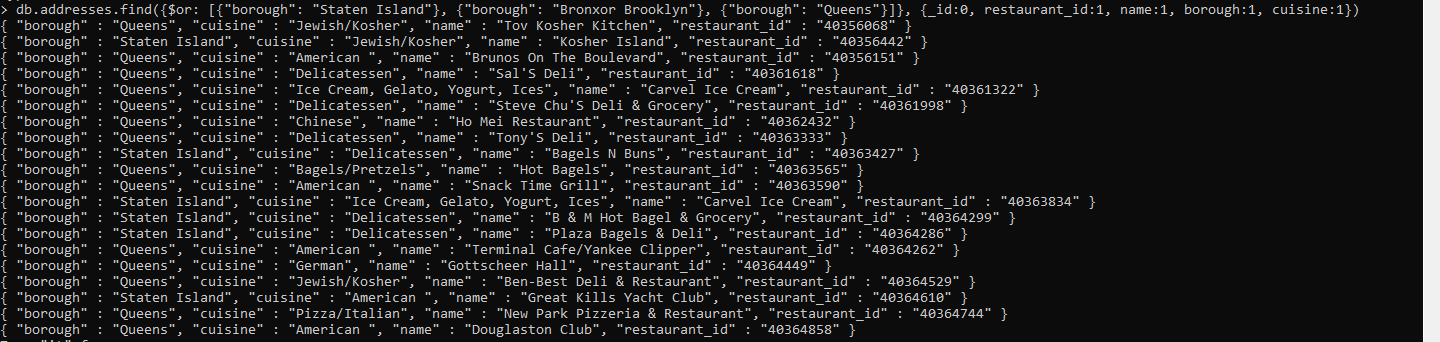 > db.addresses.find({$or: [{"borough": "Staten Island"}, {"borough": "Bronxor Brooklyn"}, {"borough": "Queens"}]}, {_id:0, restaurant_id:1, name:1, borough:1, cuisine:1})
{ "borough" : "Queens", "cuisine" : "Jewish/Kosher", "name" : "Tov Kosher Kitchen", "restaurant_id" : "40356068" }
{ "borough" : "Staten Island", "cuisine" : "Jewish/Kosher", "name" : "Kosher Island", "restaurant_id" : "40356442" }
{ "borough" : "Queens", "cuisine" : "American ", "name" : "Brunos On The Boulevard", "restaurant_id" : "40356151" }
{ "borough" : "Queens", "cuisine" : "Delicatessen", "name" : "Sal'S Deli", "restaurant_id" : "40361618" }
{ "borough" : "Queens", "cuisine" : "Ice Cream, Gelato, Yogurt, Ices", "name" : "Carvel Ice Cream", "restaurant_id" : "40361322" }
{ "borough" : "Queens", "cuisine" : "Delicatessen", "name" : "Steve Chu'S Deli & Grocery", "restaurant_id" : "40361998" }
{ "borough" : "Queens", "cuisine" : "Chinese", "name" : "Ho Mei Restaurant", "restaurant_id" : "40362432" }
{ "borough" : "Queens", "cuisine" : "Delicatessen", "name" : "Tony'S Deli", "restaurant_id" : "40363333" }
{ "borough" : "Staten Island", "cuisine" : "Delicatessen", "name" : "Bagels N Buns", "restaurant_id" : "40363427" }
{ "borough" : "Queens", "cuisine" : "Bagels/Pretzels", "name" : "Hot Bagels", "restaurant_id" : "40363565" }
{ "borough" : "Queens", "cuisine" : "American ", "name" : "Snack Time Grill", "restaurant_id" : "40363590" }
{ "borough" : "Staten Island", "cuisine" : "Ice Cream, Gelato, Yogurt, Ices", "name" : "Carvel Ice Cream", "restaurant_id" : "40363834" }
{ "borough" : "Staten Island", "cuisine" : "Delicatessen", "name" : "B & M Hot Bagel & Grocery", "restaurant_id" : "40364299" }
{ "borough" : "Staten Island", "cuisine" : "Delicatessen", "name" : "Plaza Bagels & Deli", "restaurant_id" : "40364286" }
{ "borough" : "Queens", "cuisine" : "American ", "name" : "Terminal Cafe/Yankee Clipper", "restaurant_id" : "40364262" }
{ "borough" : "Queens", "cuisine" : "German", "name" : "Gottscheer Hall", "restaurant_id" : "40364449" }
{ "borough" : "Queens", "cuisine" : "Jewish/Kosher", "name" : "Ben-Best Deli & Restaurant", "restaurant_id" : "40364529" }
{ "borough" : "Staten Island", "cuisine" : "American ", "name" : "Great Kills Yacht Club", "restaurant_id" : "40364610" }
{ "borough" : "Queens", "cuisine" : "Pizza/Italian", "name" : "New Park Pizzeria & Restaurant", "restaurant_id" : "40364744" }
{ "borough" : "Queens", "cuisine" : "American ", "name" : "Douglaston Club", "restaurant_id" : "40364858" }